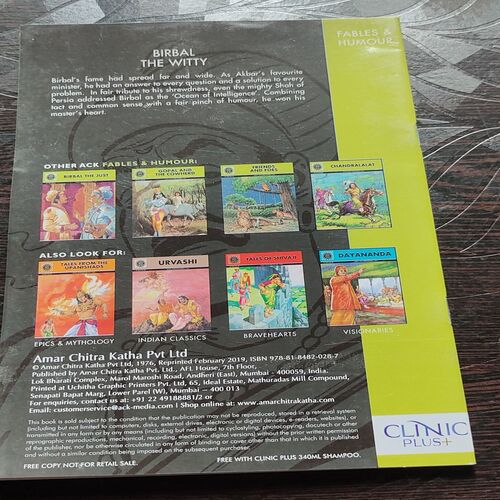 BIRBAL
THE WITTY
FABLES &
HUMOUR
Birbal's fame had spread far and wide. As Akbar's favourite
minister, he had an answer to every question and a solution to every
problem. In fair tribute to his shrewdness, even the mighty Shah of
Persia addressed Birbal as the 'Ocean of Intelligence'. Combining
tact and common sense with a fair pinch of humour, he won his
master's heart.
OTHER ACK FABLES & HUMOUR:
BIRBAL THE JUST
GOPAL AND
THE COWHERD
FRIENDS
AND FOES
CHANDRALALAT
ALSO LOOK FOR:
TALES FROM THE
UPANISHADS
URVASHI
TALES OF SHIVAJI
DAYANANDA
EPICS & MYTHOLOGY
INDIAN CLASSICS
BRAVEHEARTS
VISIONARIES
Amar Chitra Katha Pvt Ltd
© Amar Chitra Katha Pvt Ltd, 1976, Reprinted February 2019, ISBN 978-81-8482-028-7
Published by Amar Chitra Katha Pvt. Ltd., AFL House, 7th Floor,
Lok Bharati Complex, Marol Maroshi Road, Andheri (East), Mumbai - 400059, India.
Printed at Uchitha Graphic Printers Pvt. Ltd, 65, Ideal Estate, Mathuradas Mill Compound,
Senapati Bapat Marg, Lower Parel (W), Mumbai - 400 013
For enquiries, contact us at: +91 22 49188881/2 or
Email: customerservice@ack-media.com | Shop online at: www.amarchitrakatha.com
This book is sold subject to the condition that the publication may not be reproduced, stored in a retrieval system
(including but not limited to computers, disks, external drives, electronic or digital devices, e-readers, websites), or
transmitted in any form or by any means (including but not limited to cyclostyling, photocopying, docutech or other
reprographic reproductions, mechanical, recording, electronic, digital versions) without the prior written permission
of the publisher, nor be otherwise circulated in any form of binding or cover other than that in which it is published
and without a similar condition being imposed on the subsequent purchaser.
FREE COPY NOT FOR RETAIL SALE.
FREE WITH CLINIC PLUS 340ML SHAMPOO.
CLINIC
PLUS+